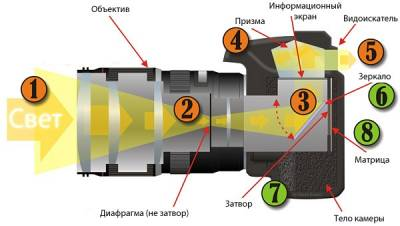 Информационный
экран
Объектив
Призма
Видоискатель
4
5
1
Свет
2
3
Зеркало
6
8
Матрица
7
Диафрагма (не затвор)
Затвор
Тело камеры